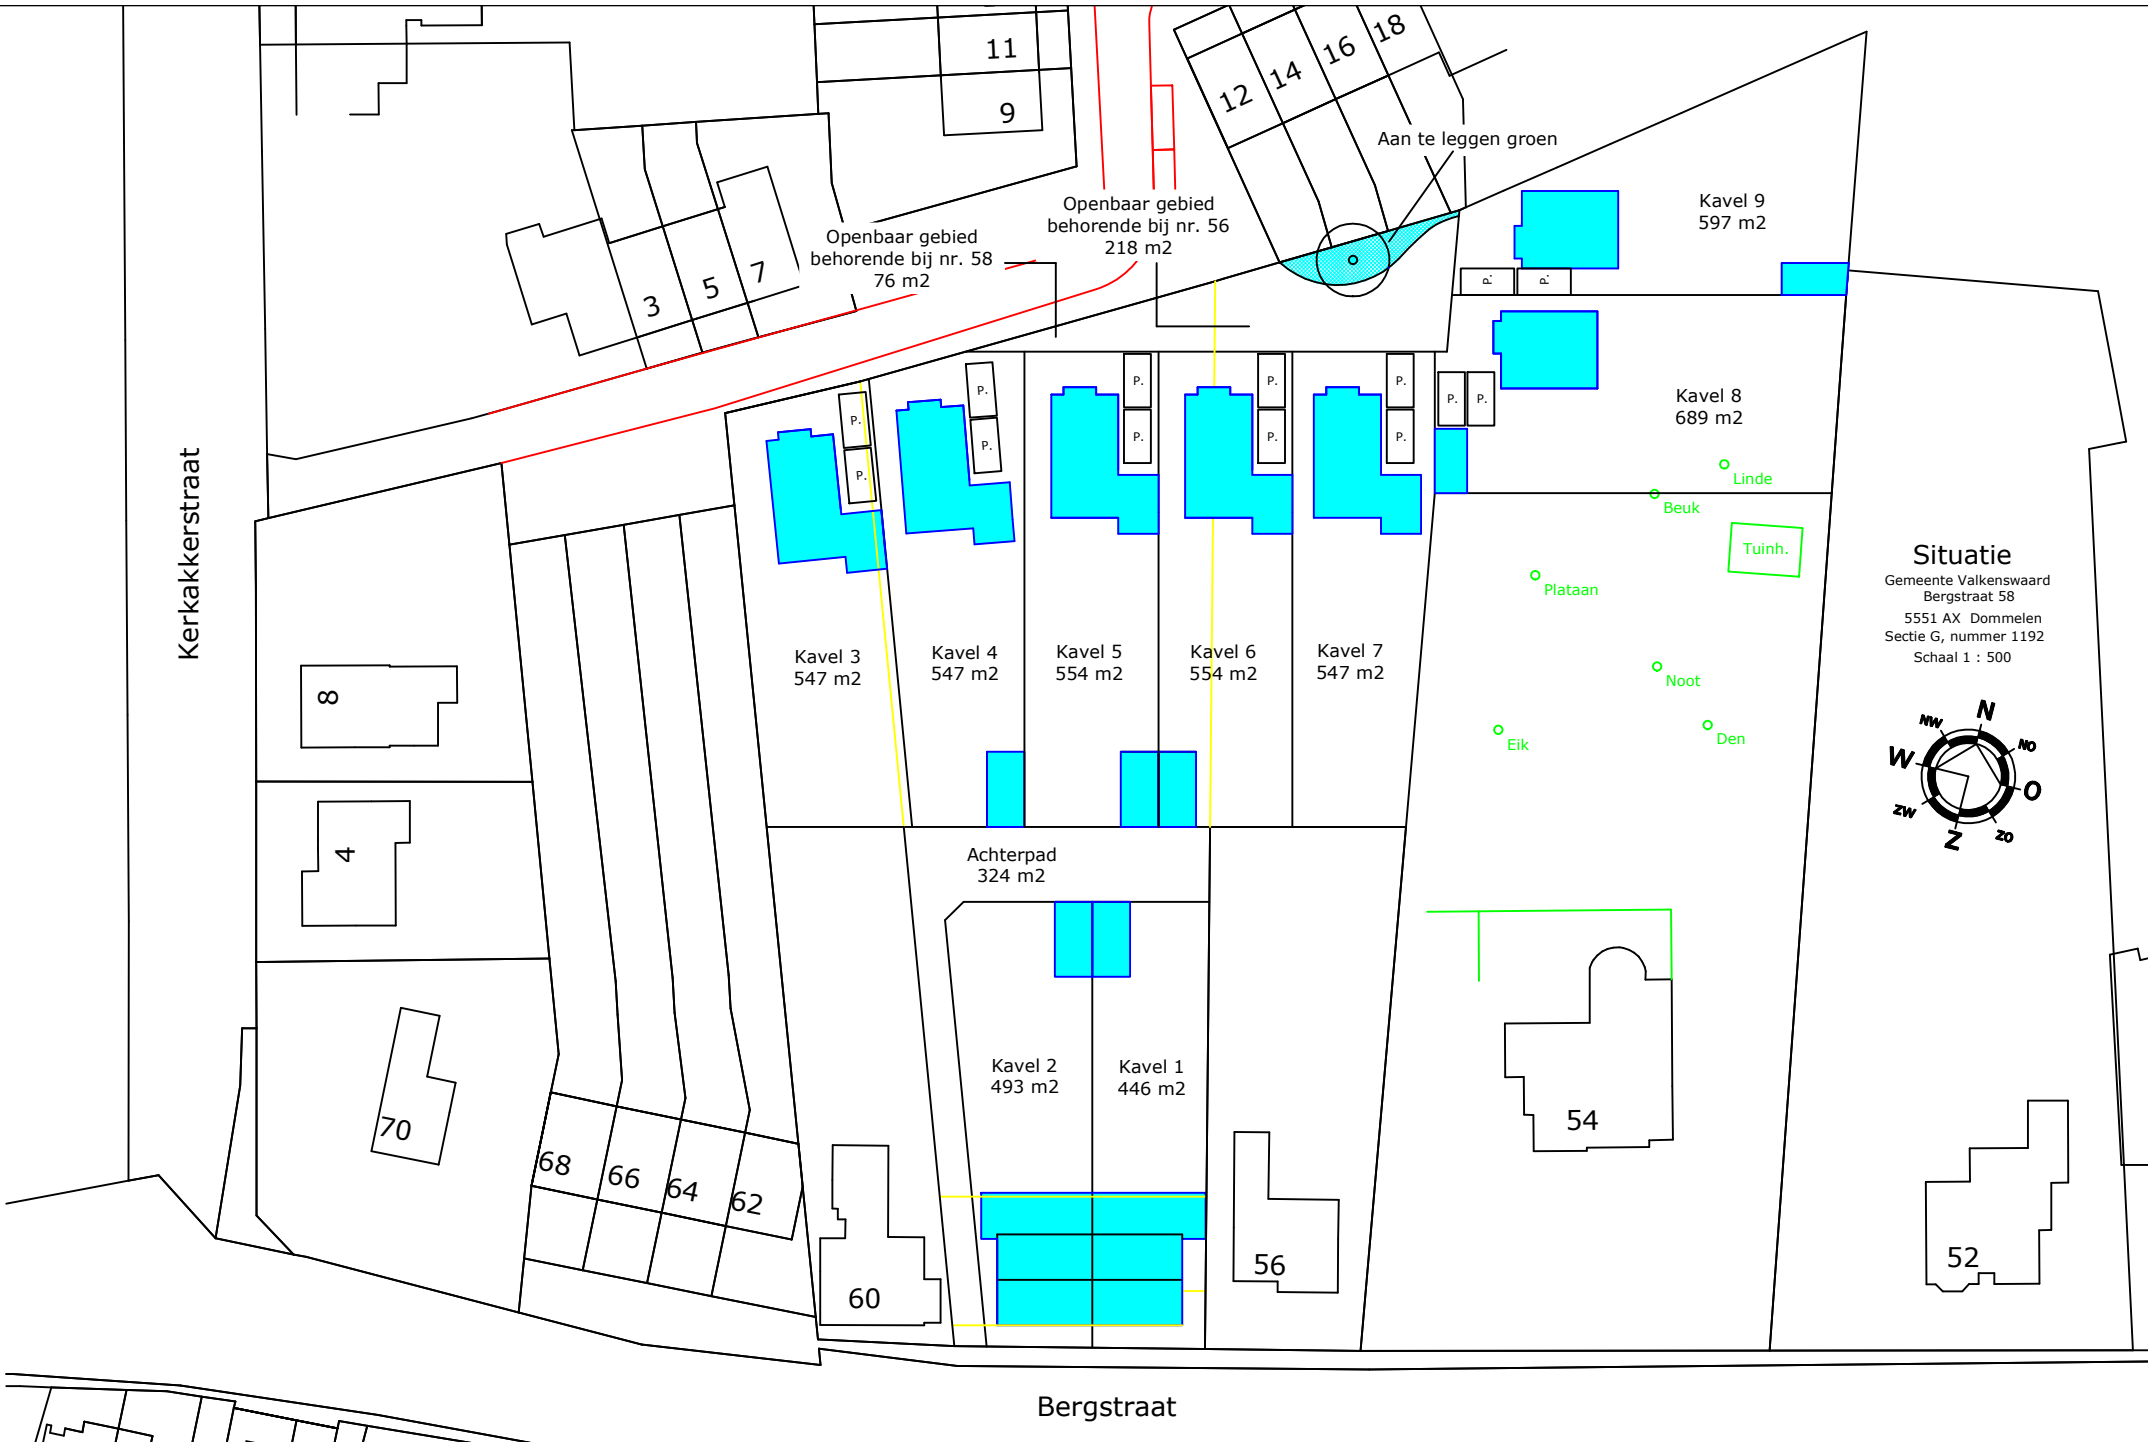 11
9
12
14
16
18
Aan te leggen groen
3
5
7
Openbaar gebied
behorende bij nr. 58
76 m2
Openbaar gebied
behorende bij nr. 56
218 m2
Kavel 9
597 m2
P.
P.
Kavel 8
689 m2
P.
P.
P.
P.
P.
P.
P.
P.
P.
P.
P.
P.
Kerkakkerstraat
Linde
Beuk
Tuinh.
Plataan
Noot
Eik
Den
Situatie
Gemeente Valkenswaard
Bergstraat 58
5551 AX Dommelen
Sectie G, nummer 1192
Schaal 1 : 500
N
NO
O
ZO
Z
ZW
W
NW
Kavel 3
547 m2
Kavel 4
547 m2
Kavel 5
554 m2
Kavel 6
554 m2
Kavel 7
547 m2
8
4
70
Achterpad
324 m2
Kavel 2
493 m2
Kavel 1
446 m2
68
66
64
62
60
56
54
52
Bergstraat